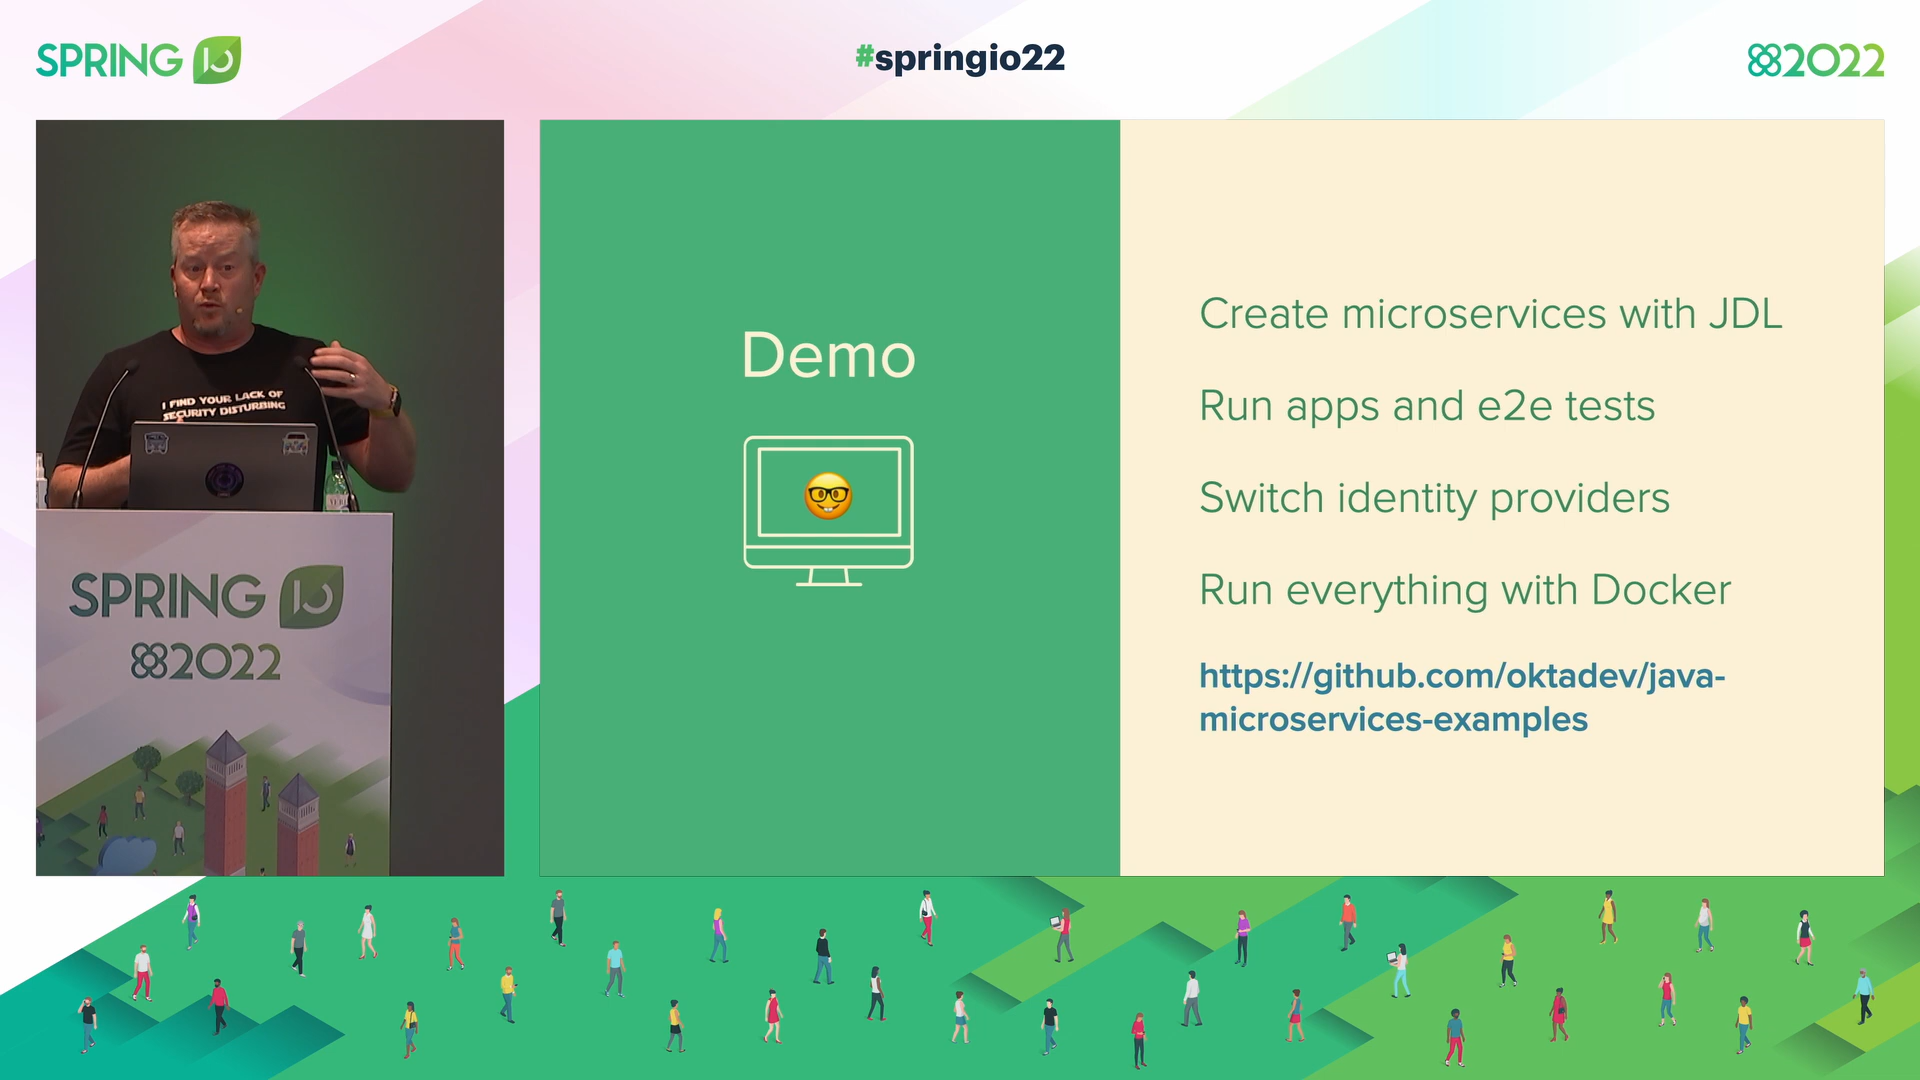 SPRING IO
#springio22
2022
I FIND YOUR LACK OF
SECURITY DISTURBING
SPRING IO
2022
Demo
Create microservices with JDL
Run apps and e2e tests
Switch identity providers
Run everything with Docker
https://github.com/oktadev/java-
microservices-examples